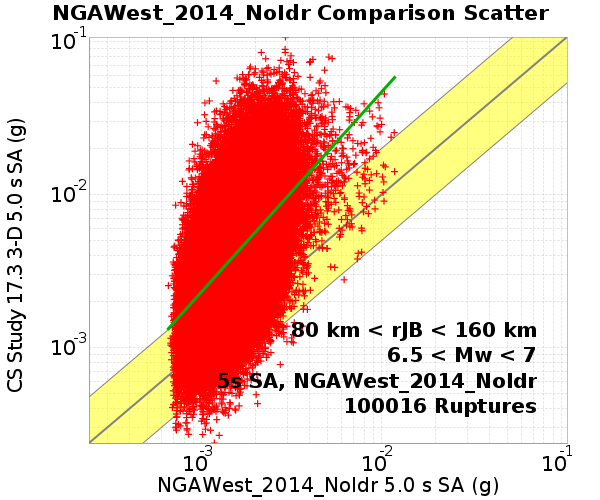 NGAWest_2014_NoIdr Comparison Scatter
10-1
10-2
10-3
CS Study 17.3 3-D 5.0 s SA (g)
80 km < rJB < 160 km
6.5 < Mw < 7
5s SA, NGAWest_2014_NoIdr
100016 Ruptures
10-3 10-2 10-1
NGAWest_2014_NoIdr 5.0 s SA (g)